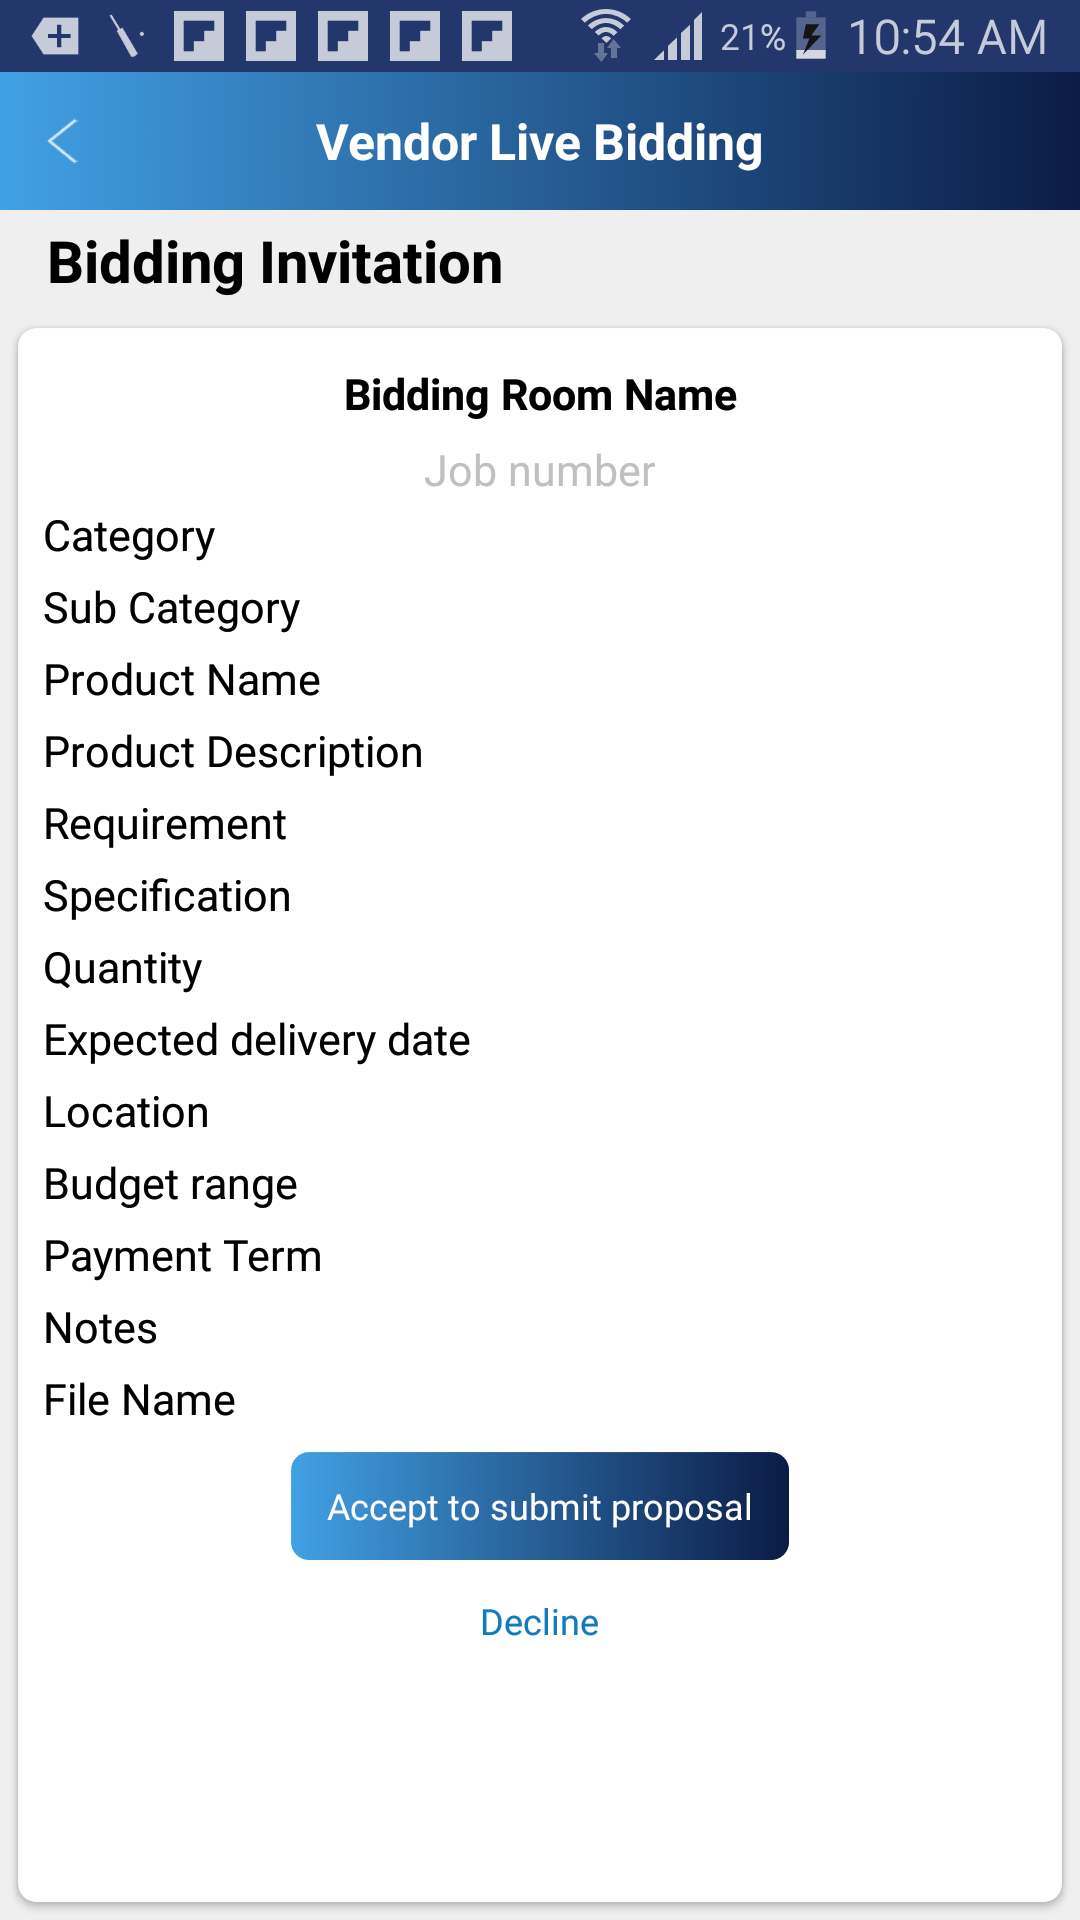 21% 10:54 AM
Vendor Live Bidding
Bidding Invitation
Bidding Room Name
Job number
Category
Sub Category
Product Name
Product Description
Requirement
Specification
Quantity
Expected delivery date
Location
Budget range
Payment Term
Notes
File Name
Accept to submit proposal
Decline